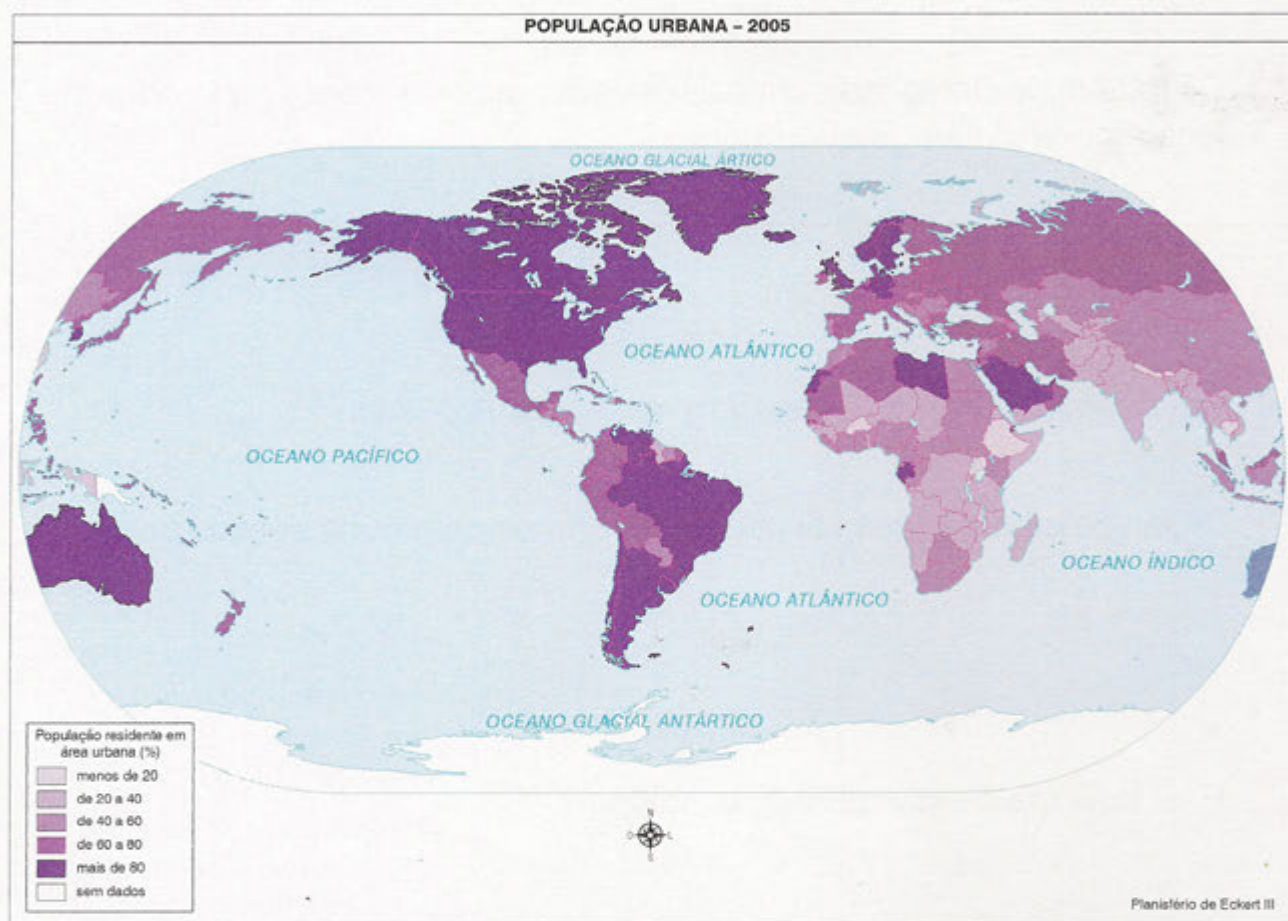 POPULAÇÃO URBANA – 2005
OCEANO GLACIAL ÁRTICO
OCEANO ATLÂNTICO
OCEANO PACÍFICO
OCEANO ÍNDICO
OCEANO ATLÂNTICO
OCEANO GLACIAL ANTÁRTICO
População residente em
área urbana (%)
menos de 20
de 20 a 40
de 40 a 60
de 60 a 80
mais de 80
sem dados
N
O L
S
Planisfério de Eckert III